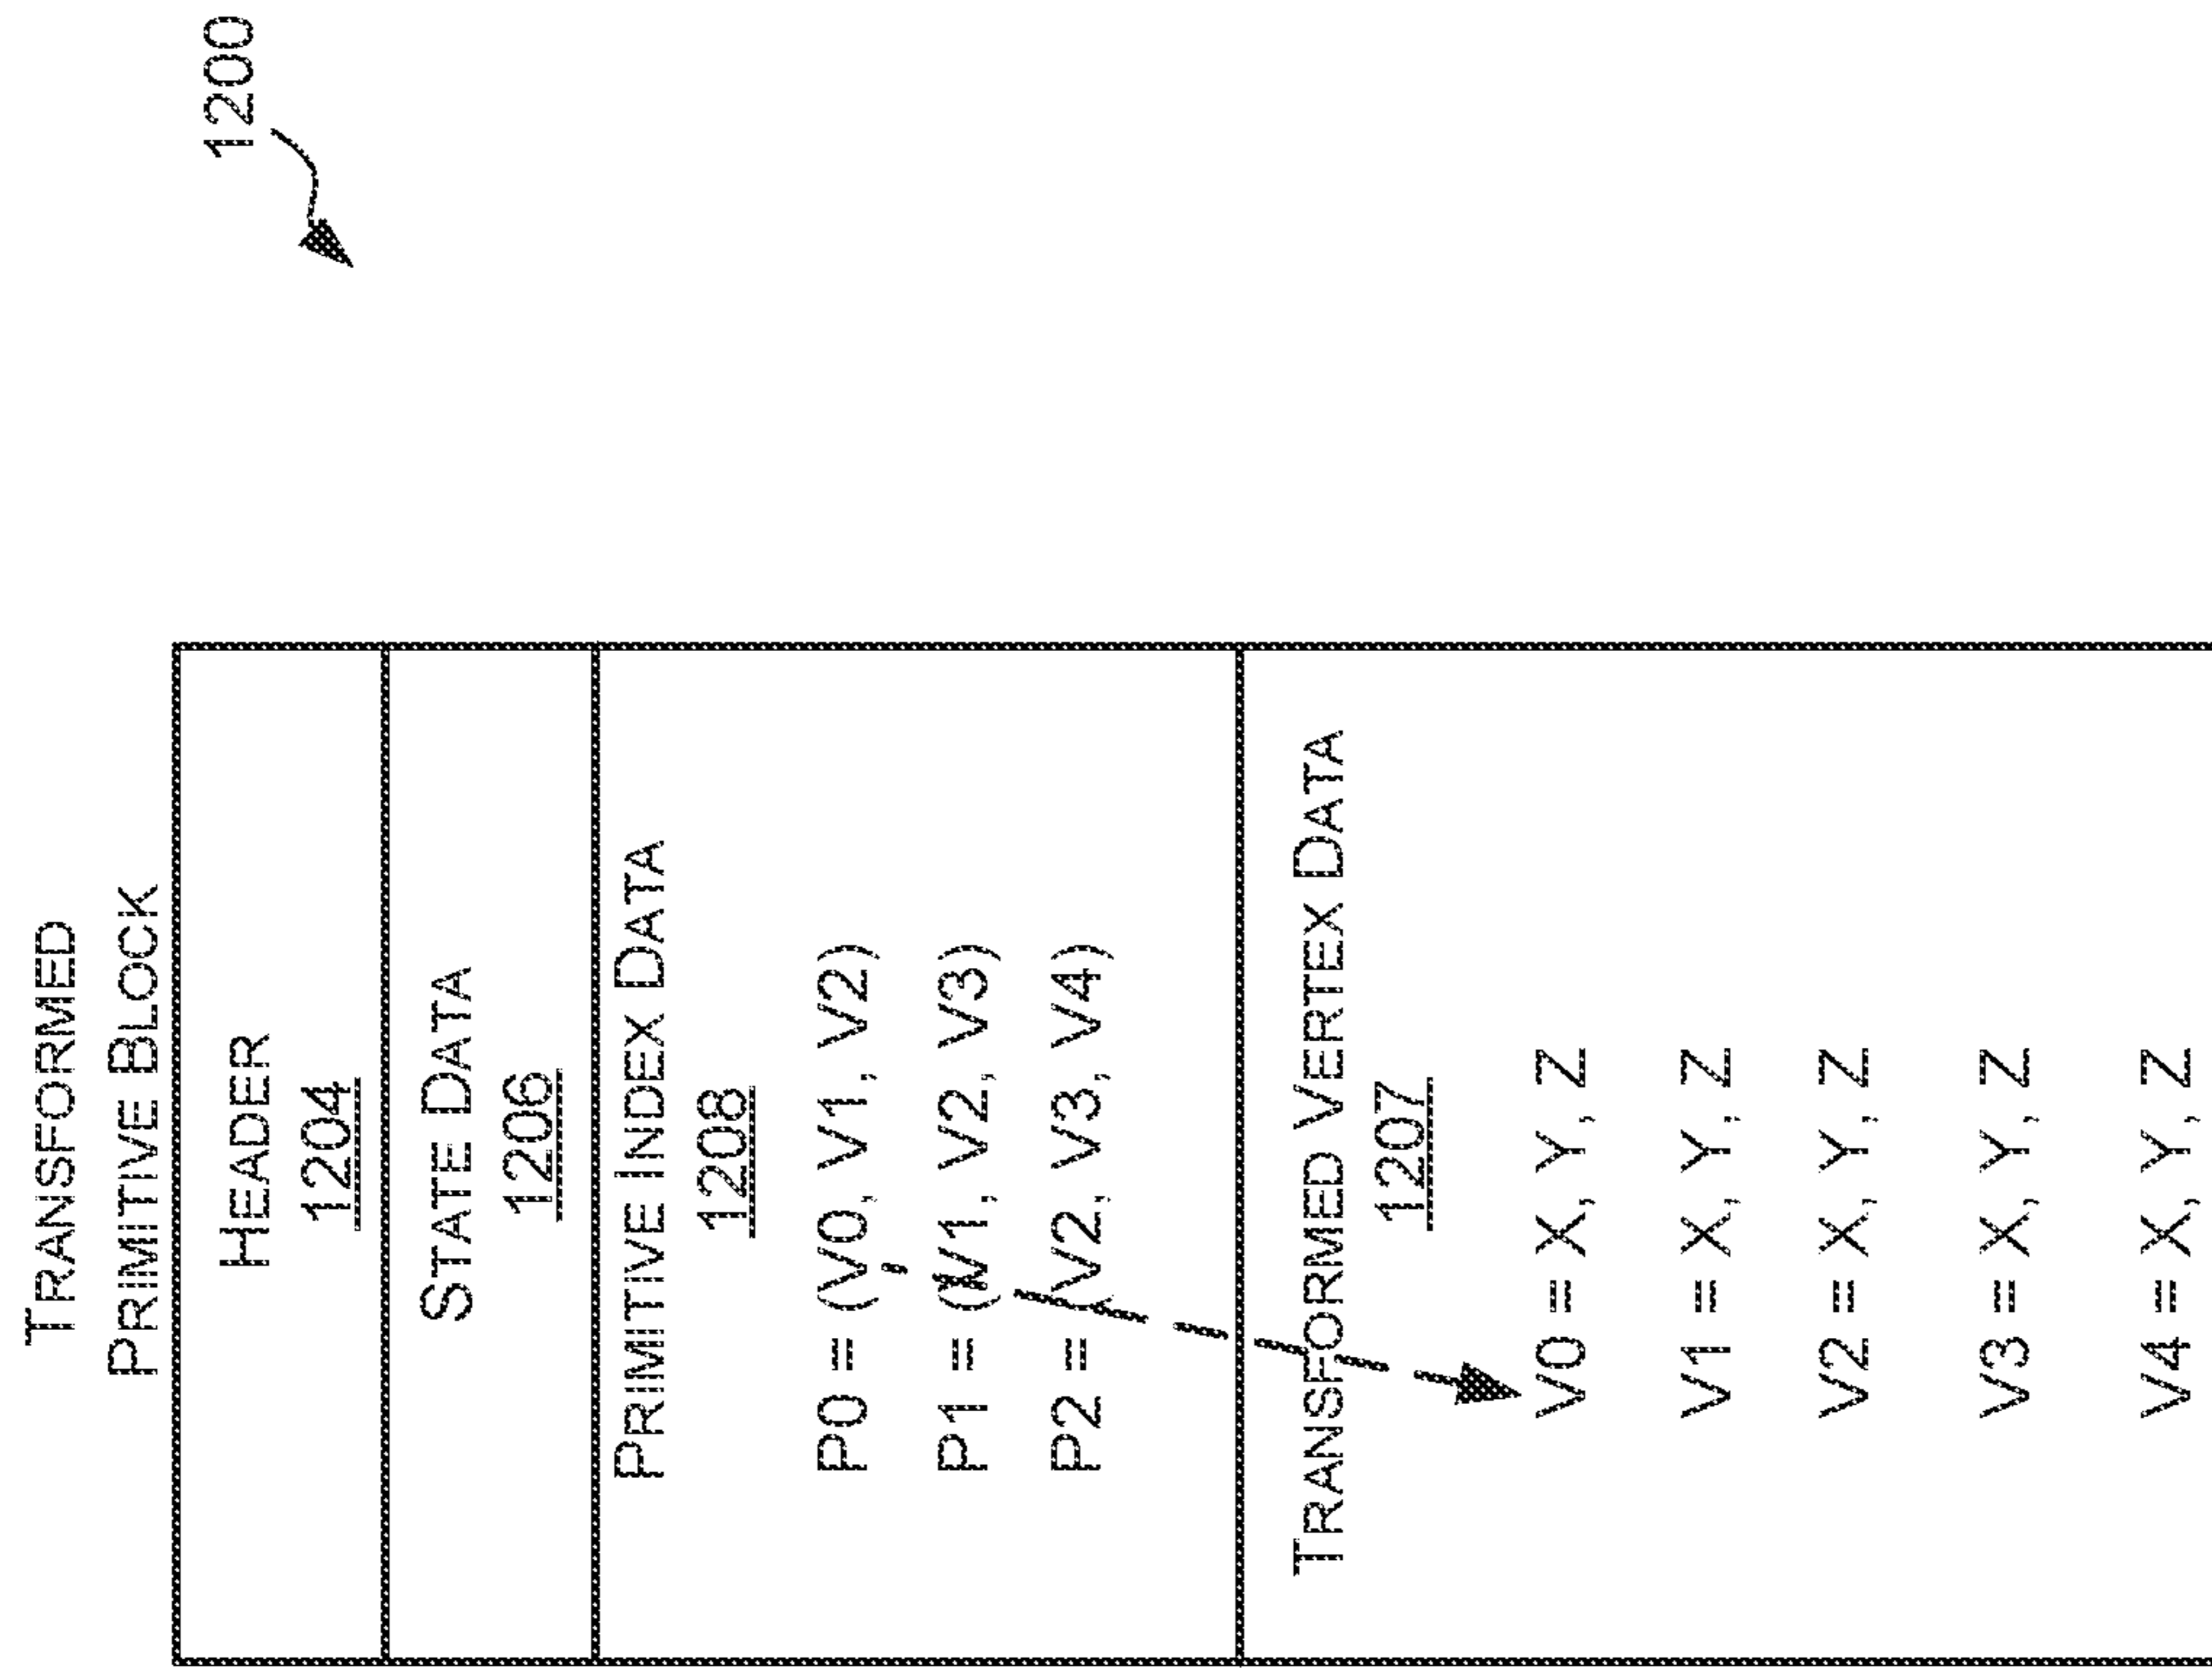 1200
TRANSFORMED
PRIMITIVE BLOCK
HEADER
1204
STATE DATA
1206
PRIMITIVE INDEX DATA
1208
P0 = (V0, V1, V2)
P1 = (V1, V2, V3)
P2 = (V2, V3, V4)
TRANSFORMED VERTEX DATA
1207
V0 = X, Y, Z
V1 = X, Y, Z
V2 = X, Y, Z
V3 = X, Y, Z
V4 = X, Y, Z